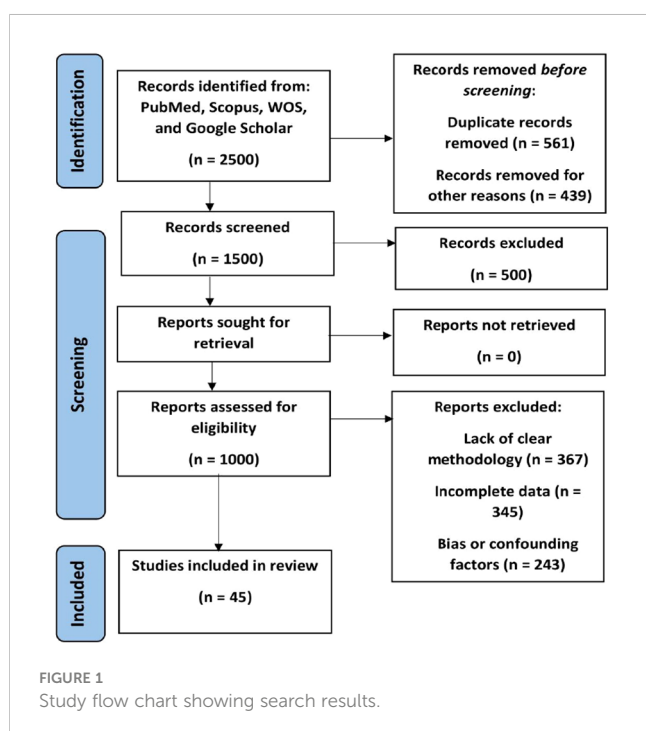 Identification
Records identified from:
PubMed, Scopus, WOS,
and Google Scholar
(n = 2500)
Records removed before
screening:
Duplicate records
removed (n = 561)
Records removed for
other reasons (n = 439)
Screening
Records screened
(n = 1500)
Records excluded
(n = 500)
Reports sought for
retrieval
Reports not retrieved
(n = 0)
Reports assessed for
eligibility
(n = 1000)
Reports excluded:
Lack of clear
methodology (n = 367)
Incomplete data (n =
345)
Bias or confounding
factors (n = 243)
Included
Studies included in review
(n = 45)
FIGURE 1
Study flow chart showing search results.